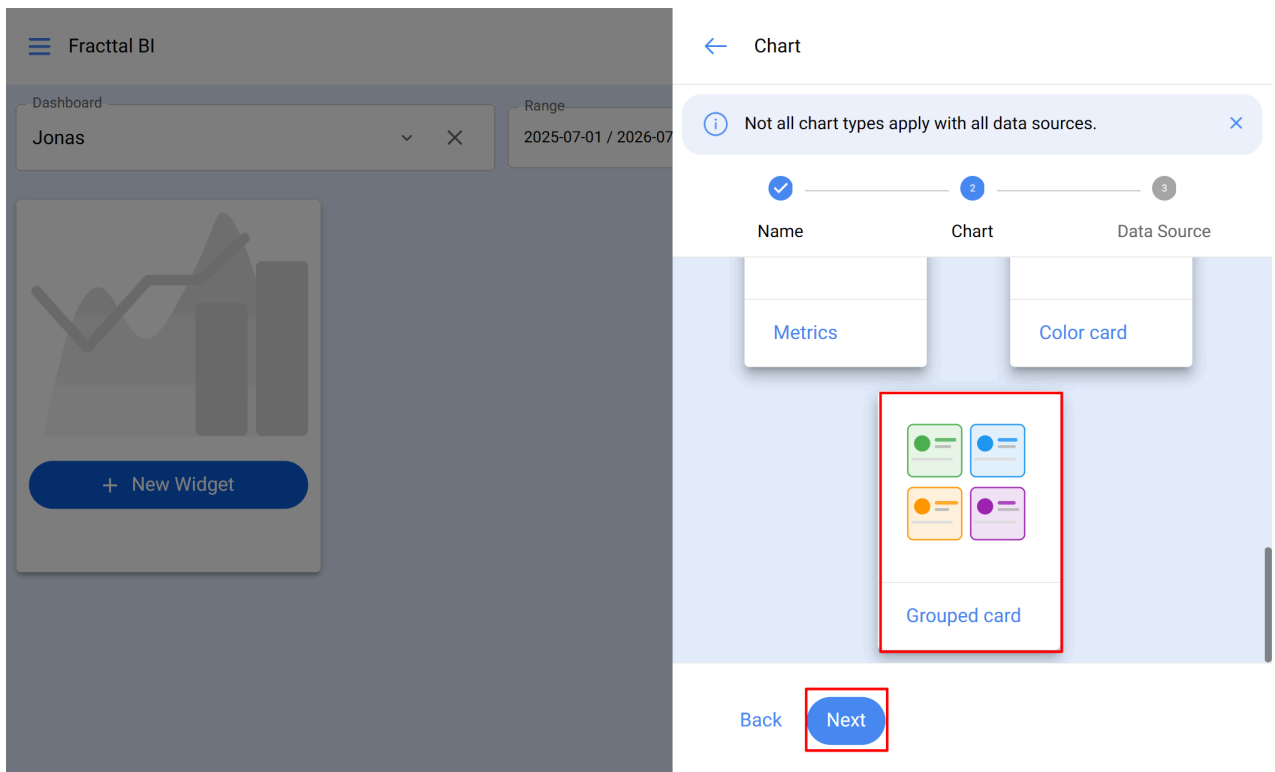 Fracttal BI
Dashboard
Jonas
Range
2025-07-01 / 2026-07
+ New Widget
Chart
Not all chart types apply with all data sources.
2
3
Name
Chart
Data Source
Metrics
Color card
Grouped card
Back
Next